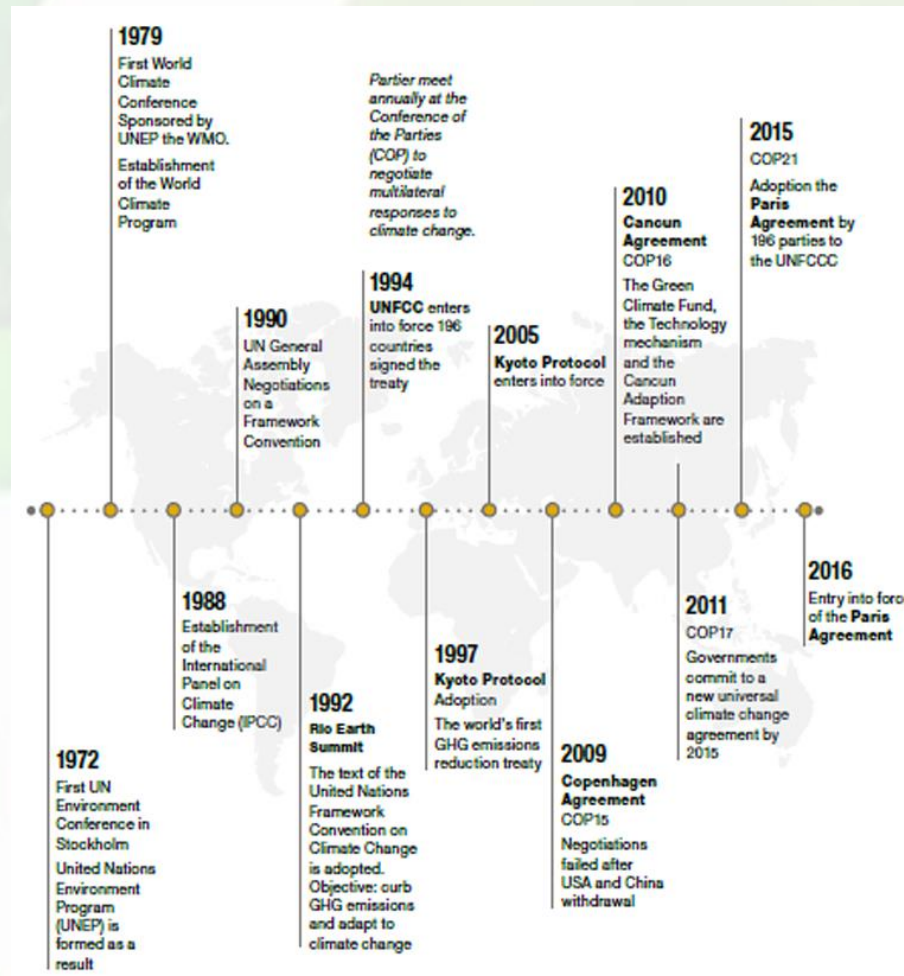 1979
First World
Climate
Conference
Sponsored by
UNEP the WMO.
Establishment
of the World
Climate
Program
Partier meet
annually at the
Conference of
the Parties
(COP) to
negotiate
multilateral
responses to
climate change.
2015
COP21
Adoption the
Paris
Agreement by
196 parties to
the UNFCCC
2010
Cancun
Agreement
COP16
The Green
Climate Fund,
the Technology
mechanism
and the
Cancun
Adaption
Framework are
established
1994
UNFCC enters
into force 196
countries
signed the
treaty
1990
UN General
Assembly
Negotiations
on a
Framework
Convention
2005
Kyoto Protocol
enters into force
2016
Entry into forc
of the Paris
Agreement
1988
Establishment
of the
International
Panel on
Climate
Change (IPCC)
2011
COP17
Governments
commit to a
new universal
climate change
agreement by
2015
1997
Kyoto Protocol
Adoption
The world's first
GHG emissions
reduction treaty
1992
Rio Earth
Summit
The text of the
United Nations
Framework
Convention on
Climate Change
is adopted.
Objective: curb
GHG emissions
and adapt to
climate change
1972
First UN
Environment
Conference in
Stockholm
United Nations
Environment
Program
(UNEP) is
formed as a
result
2009
Copenhagen
Agreement
COP15
Negotiations
failed after
USA and China
withdrawal